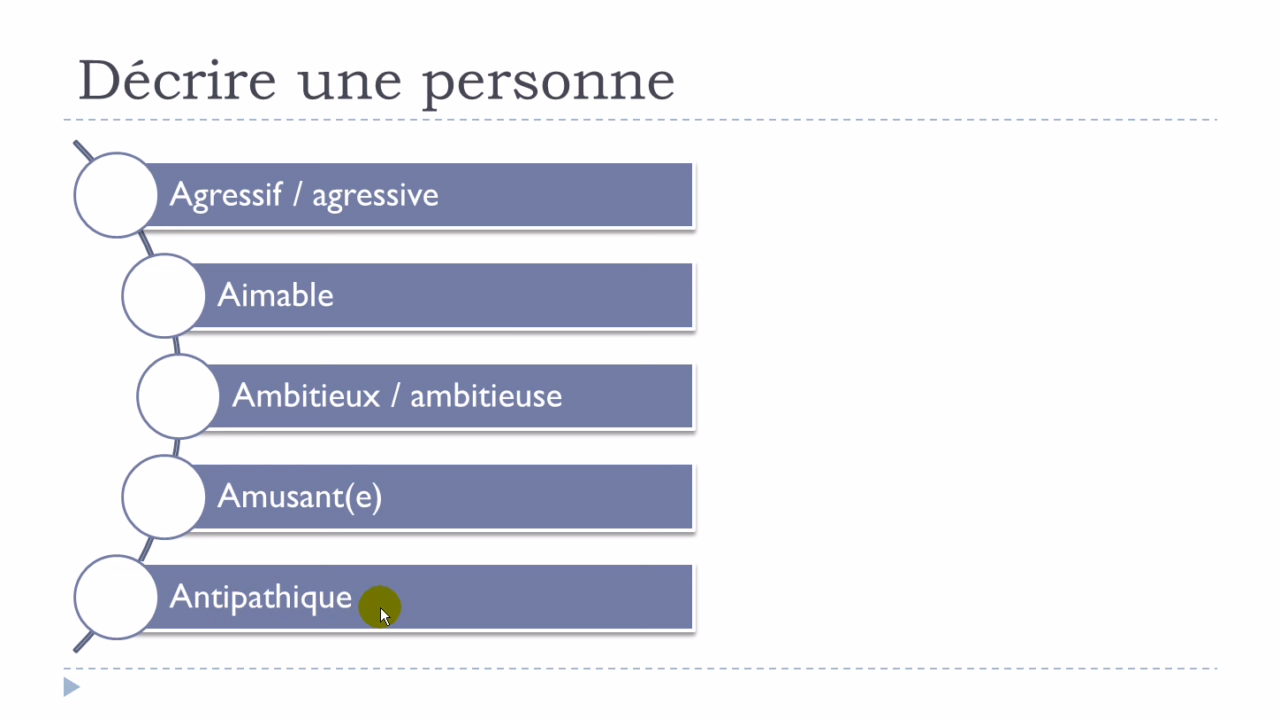 Décrire une personne
Agressif / agressive
Aimable
Ambitieux / ambitieuse
Amusant(e)
Antipathique